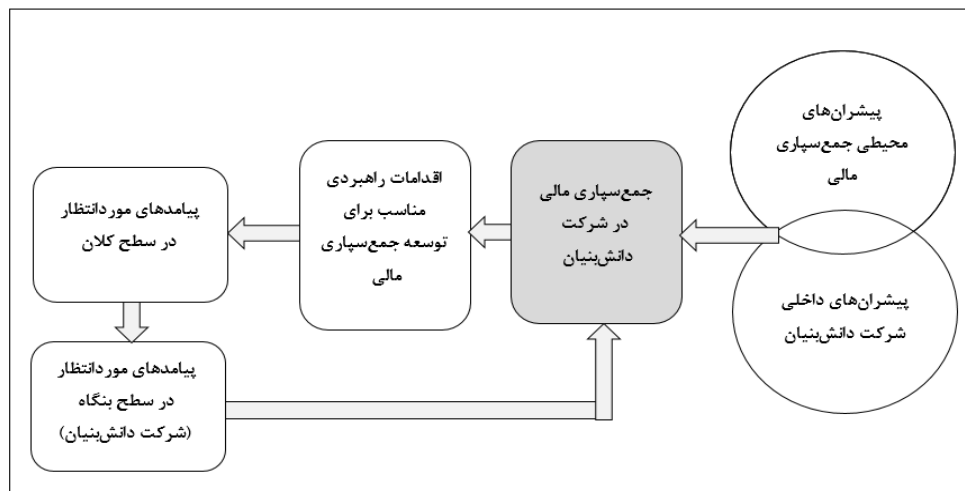 پیشران‌های
محیطی جمع‌سپاری
مالی
پیشران‌های داخلی
شرکت دانش‌بنیان
جمع‌سپاری مالی
در شرکت
دانش‌بنیان
اقدامات راهبردی
مناسب برای
توسعه جمع‌سپاری
مالی
پیامدهای موردانتظار
در سطح کلان
پیامدهای موردانتظار
در سطح بنگاه
(شرکت دانش‌بنیان)